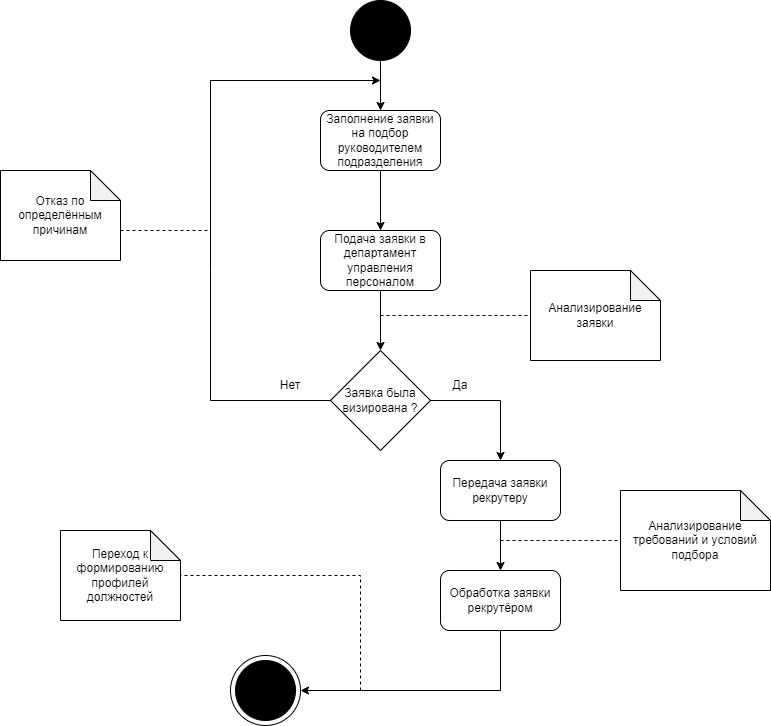 Заполнение заявки
на подбор
руководителем
подразделения
Отказ по
определённым
причинам
Подача заявки в
департамент
управления
персоналом
Анализирование
заявки
Нет
Да
Заявка была
визирована ?
Передача заявки
рекрутеру
Анализирование
требований и условий
подбора
Переход к
формированию
профилей
должностей
Обработка заявки
рекрутёром